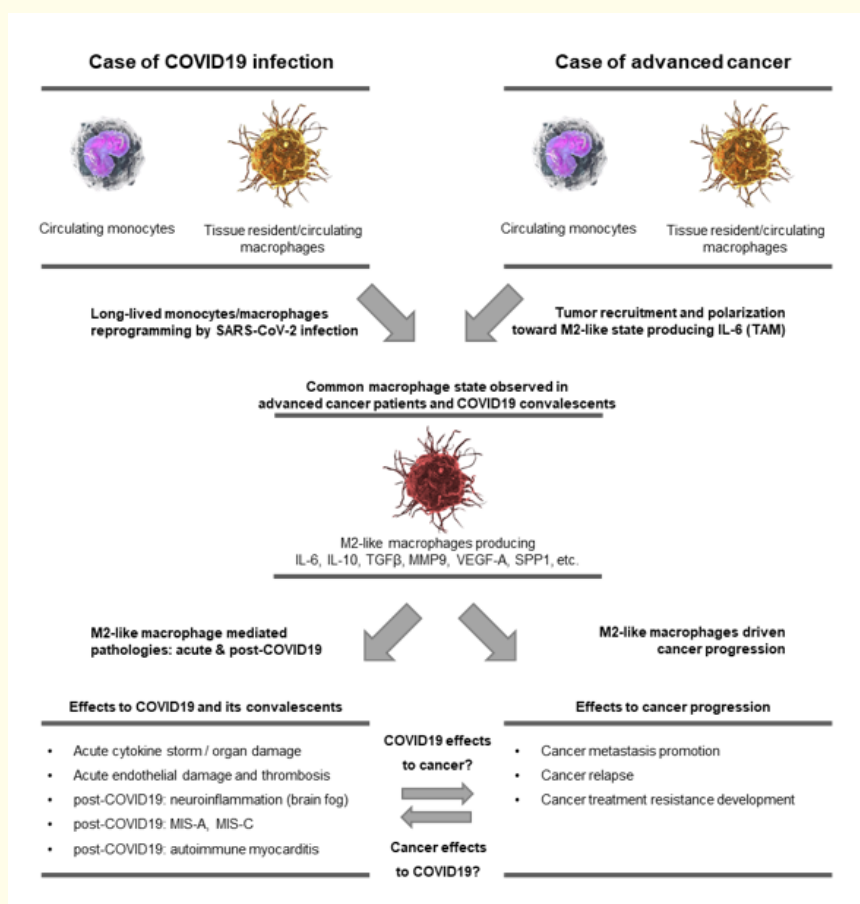 Case of COVID19 infection
Case of advanced cancer
Circulating monocytes
Tissue resident/circulating
macrophages
Circulating monocytes
Tissue resident/circulating
macrophages
Long-lived monocytes/macrophages
reprogramming by SARS-CoV-2 infection
Tumor recruitment and polarization
toward M2-like state producing IL-6 (TAM)
Common macrophage state observed in
advanced cancer patients and COVID19 convalescents
M2-like macrophages producing
IL-6, IL-10, TGFβ, MMP9, VEGF-A, SPP1, etc.
M2-like macrophage mediated
pathologies: acute & post-COVID19
M2-like macrophages driven
cancer progression
Effects to COVID19 and its convalescents
• Acute cytokine storm / organ damage
• Acute endothelial damage and thrombosis
• post-COVID19: neuroinflammation (brain fog)
• post-COVID19: MIS-A, MIS-C
• post-COVID19: autoimmune myocarditis
COVID19 effects
to cancer?
Cancer effects
to COVID19?
Effects to cancer progression
• Cancer metastasis promotion
• Cancer relapse
• Cancer treatment resistance development